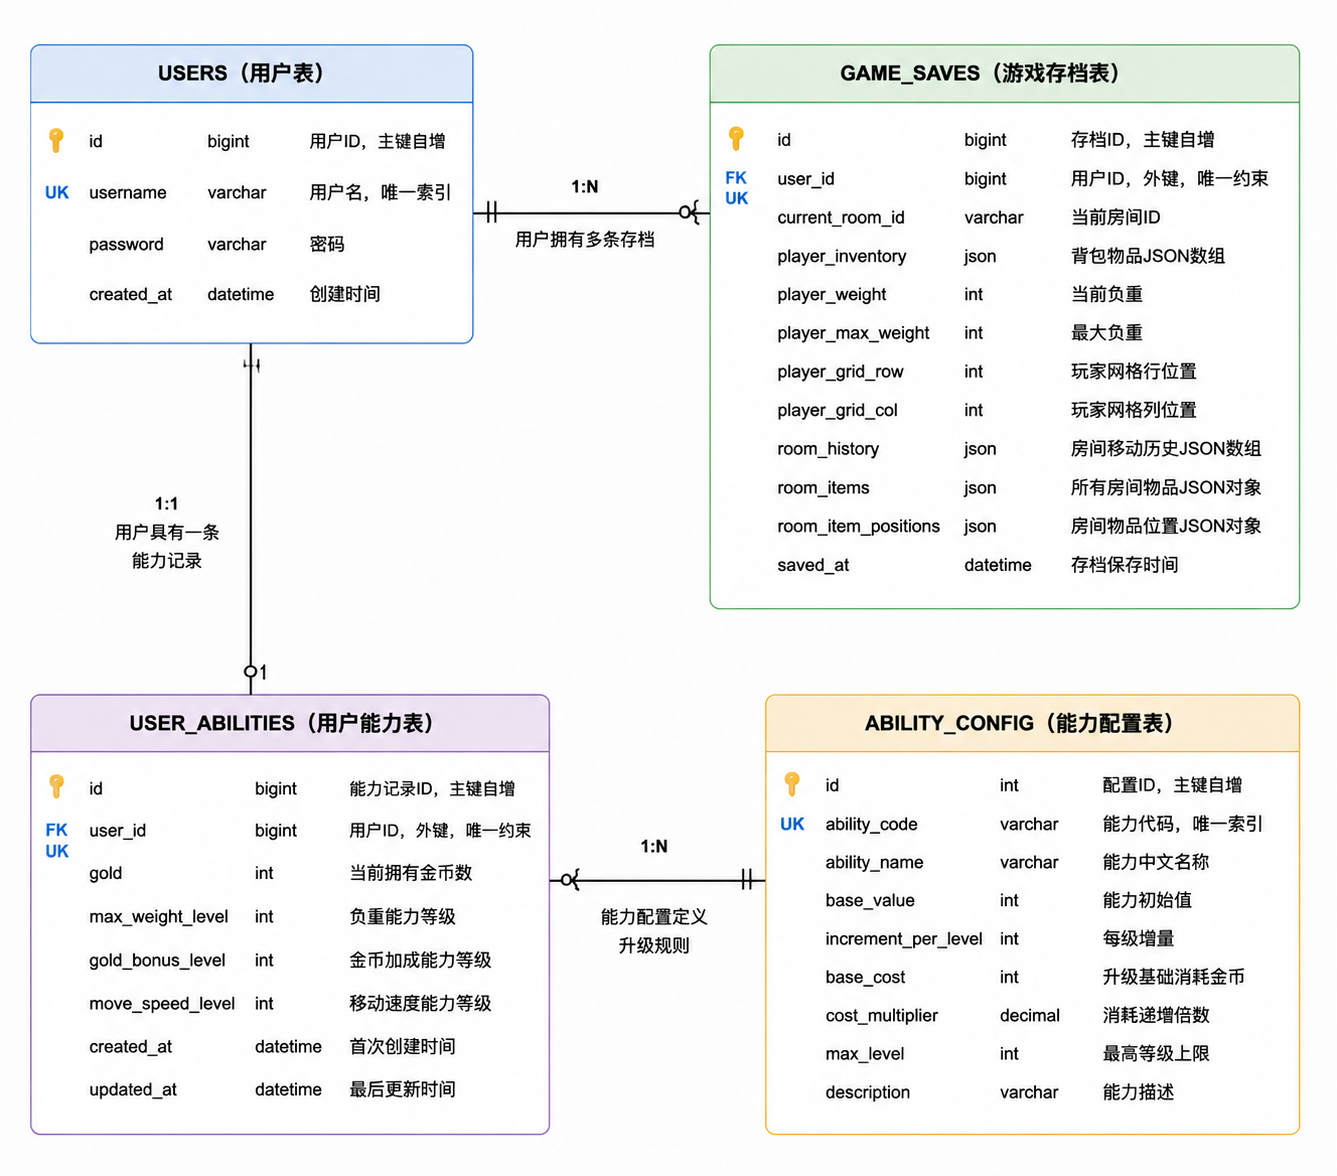 USERS（用户表）
id bigint 用户ID，主键自增
UK username varchar 用户名，唯一索引
password varchar 密码
created_at datetime 创建时间
1:N
用户拥有多条存档
GAME_SAVES（游戏存档表）
id bigint 存档ID，主键自增
FK UK user_id bigint 用户ID，外键，唯一约束
current_room_id varchar 当前房间ID
player_inventory json 背包物品JSON数组
player_weight int 当前负重
player_max_weight int 最大负重
player_grid_row int 玩家网格行位置
player_grid_col int 玩家网格列位置
room_history json 房间移动历史JSON数组
room_items json 所有房间物品JSON对象
room_item_positions json 房间物品位置JSON对象
saved_at datetime 存档保存时间
1:1
用户具有一条
能力记录
1
USER_ABILITIES（用户能力表）
id bigint 能力记录ID，主键自增
FK UK user_id bigint 用户ID，外键，唯一约束
gold int 当前拥有金币数
max_weight_level int 负重能力等级
gold_bonus_level int 金币加成能力等级
move_speed_level int 移动速度能力等级
created_at datetime 首次创建时间
updated_at datetime 最后更新时间
1:N
能力配置定义
升级规则
ABILITY_CONFIG（能力配置表）
id int 配置ID，主键自增
UK ability_code varchar 能力代码，唯一索引
ability_name varchar 能力中文名称
base_value int 能力初始值
increment_per_level int 每级增量
base_cost int 升级基础消耗金币
cost_multiplier decimal 消耗递增倍数
max_level int 最高等级上限
description varchar 能力描述